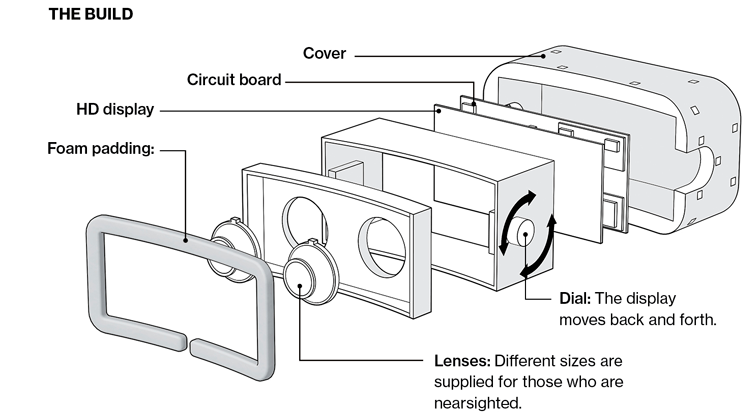 THE BUILD
Cover
Circuit board
HD display
Foam padding:
Dial: The display
moves back and forth.
Lenses: Different sizes are
supplied for those who are
nearsighted.